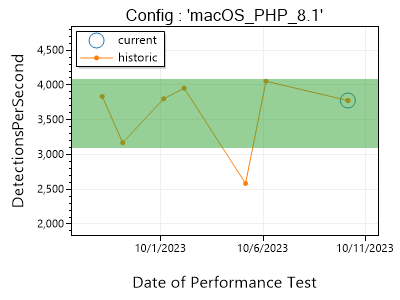 Config : 'macOS_PHP_8.1'
current
historic
DetectionsPerSecond
4,500
4,000
3,500
3,000
2,500
2,000
10/1/2023 10/6/2023 10/11/2023
Date of Performance Test